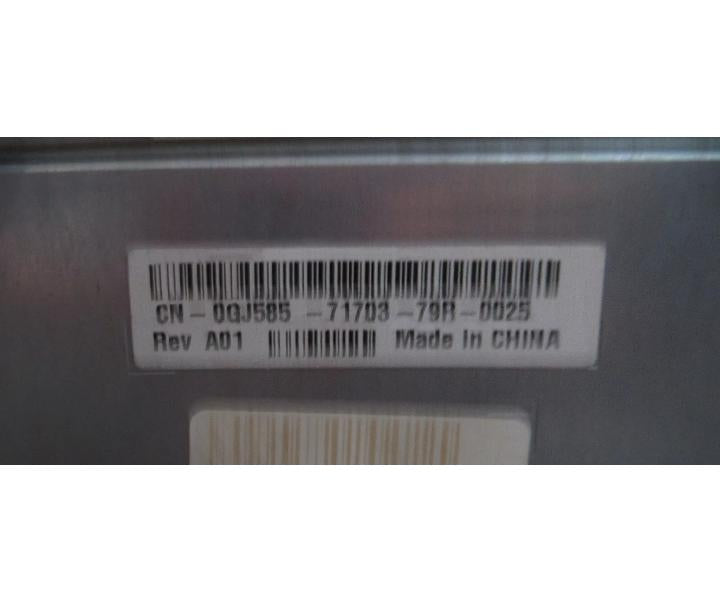 CN - 0GJ585 - 71703 - 79R - 0025
Rev A01 Made in CHINA